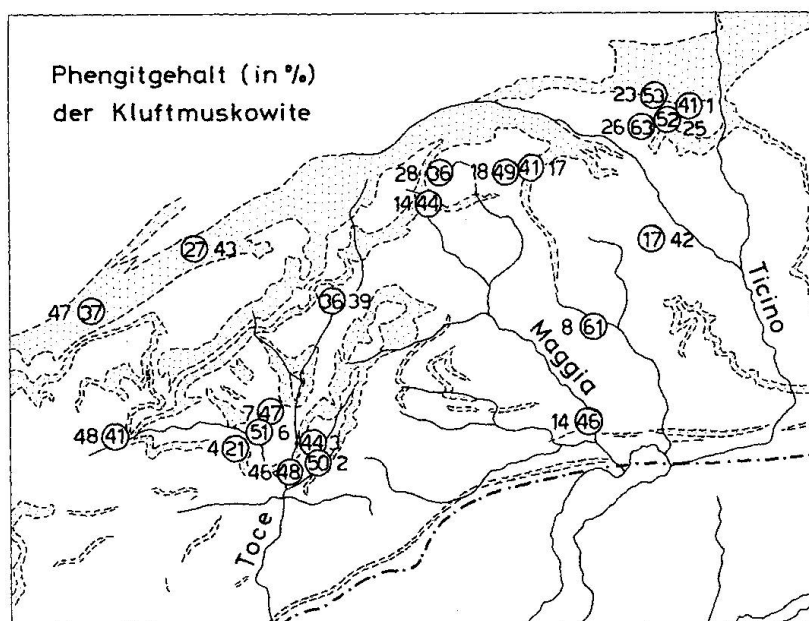 Phengitgehalt (in %)
der Kluftmuskowite
23 53
41 1
52
26 63 25
28 36
18 49 41 17
14 44
27 43
17 42
47 37
36 39
8 61
Ticino
Maggia
7 47
14 46
48 41
51 6
44 3
4 21
50 2
46 48
Toce